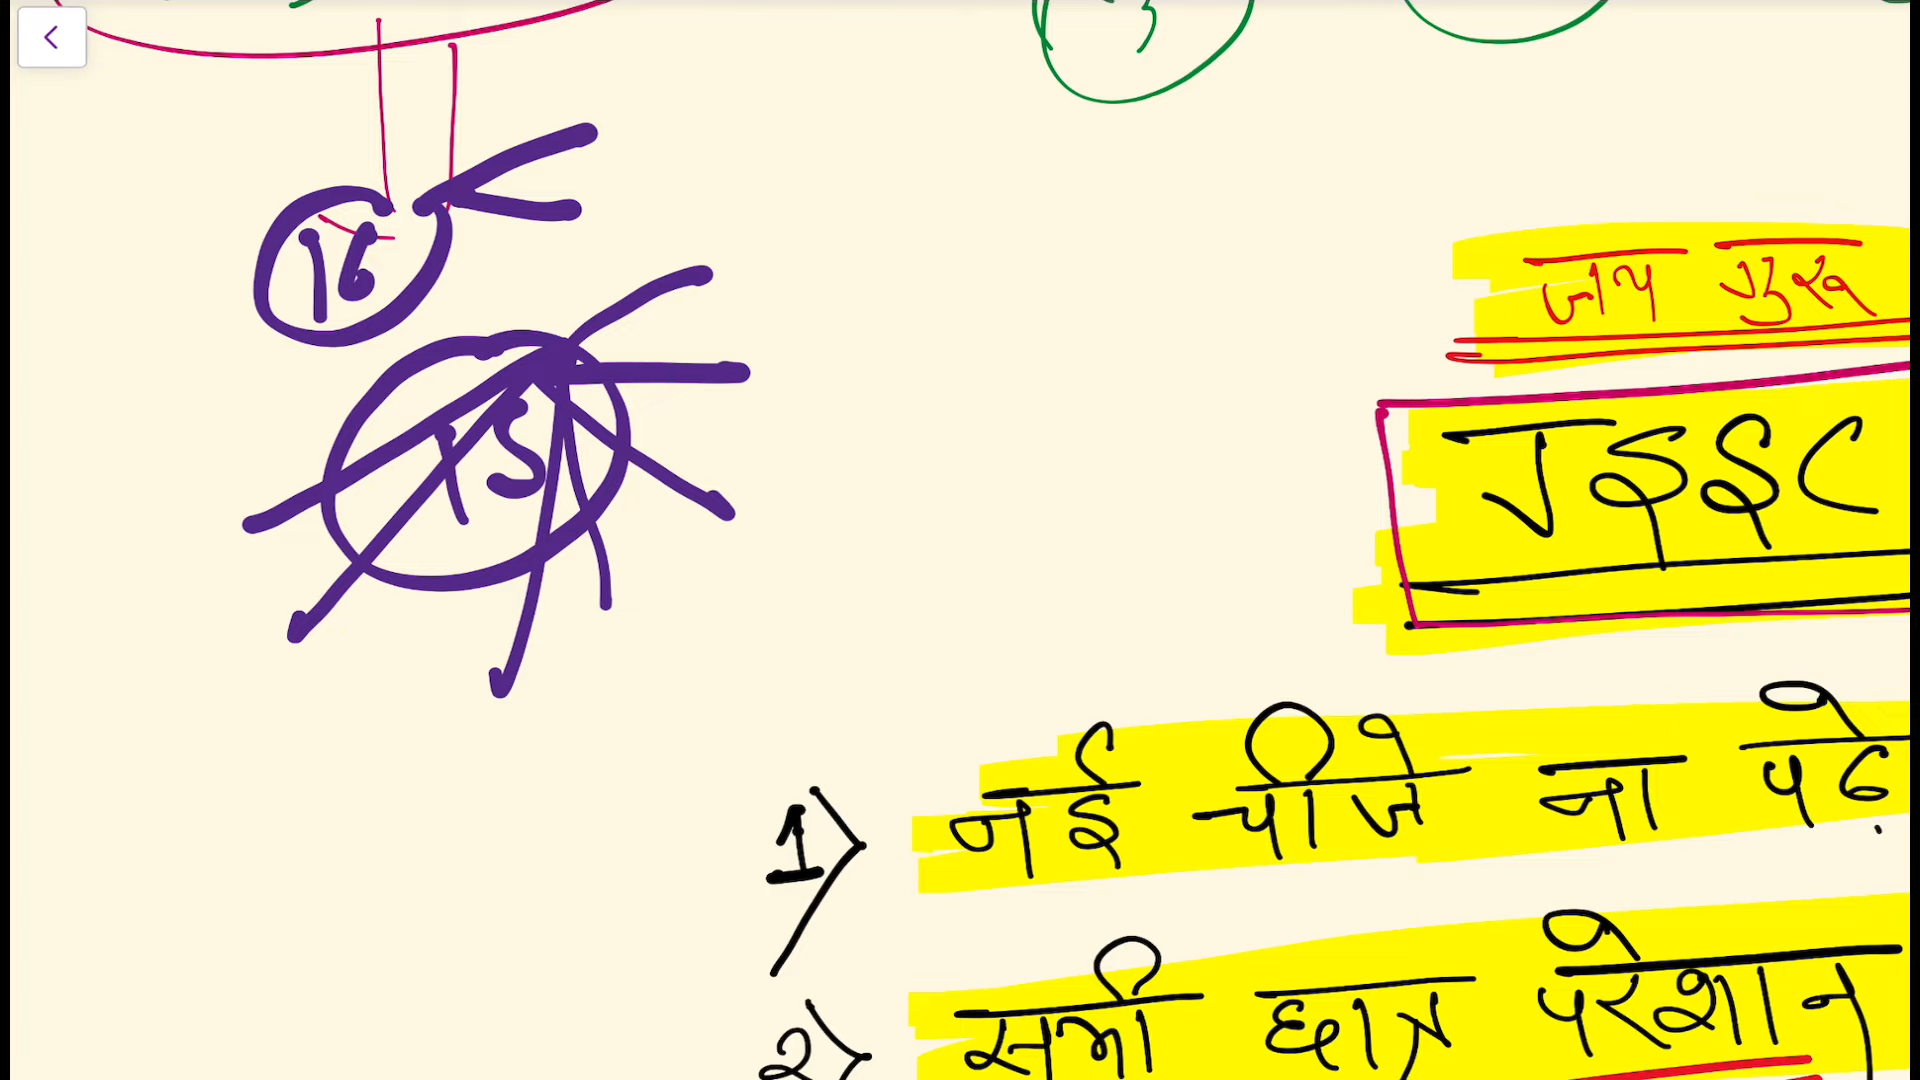 16
15
जय
JSSC
1) नई चीजे ना पढे
2) सभी छात्र परेशान